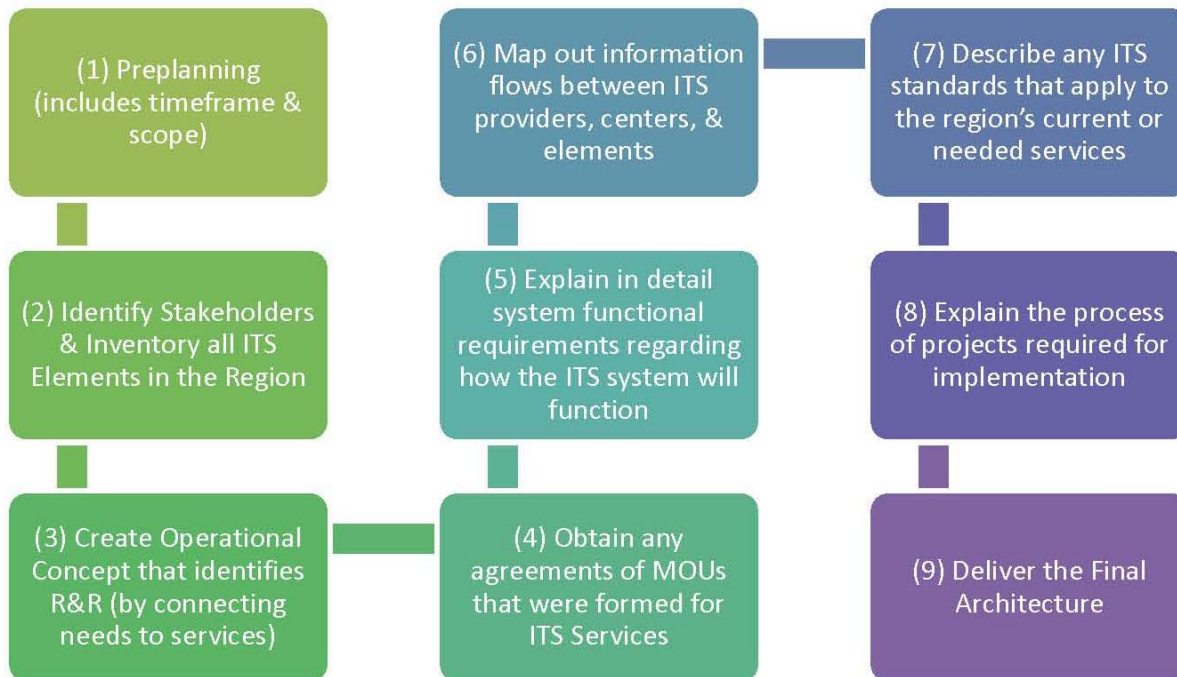 (1) Preplanning
(includes timeframe &
scope)
(2) Identify Stakeholders
& Inventory all ITS
Elements in the Region
(3) Create Operational
Concept that identifies
R&R (by connecting
needs to services)
(4) Obtain any
agreements of MOUs
that were formed for
ITS Services
(5) Explain in detail
system functional
requirements regarding
how the ITS system will
function
(6) Map out information
flows between ITS
providers, centers, &
elements
(7) Describe any ITS
standards that apply to
the region's current or
needed services
(8) Explain the process
of projects required for
implementation
(9) Deliver the Final
Architecture